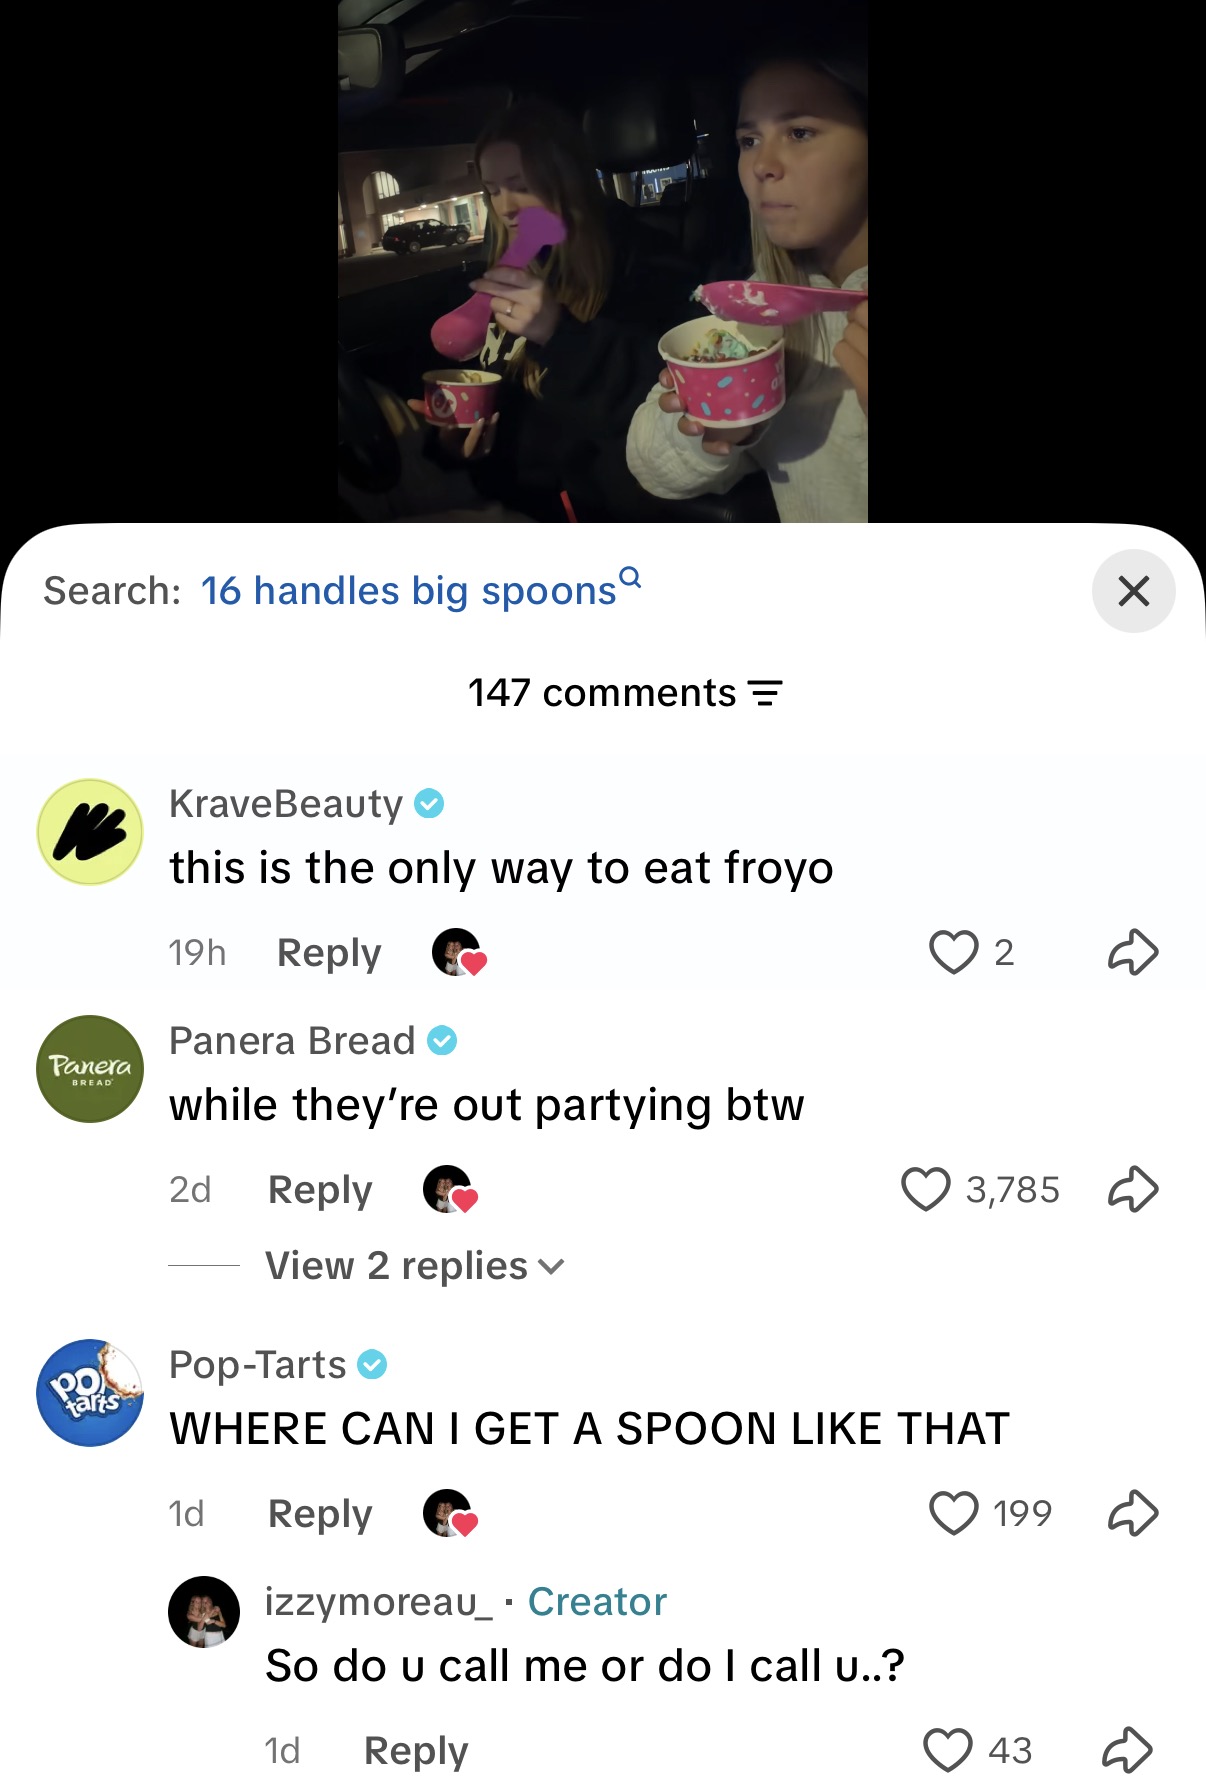 Search: 16 handles big spoons
147 comments
KraveBeauty
this is the only way to eat froyo
19h Reply 2
Panera
BREAD
Panera Bread
while they’re out partying btw
2d Reply 3,785
View 2 replies
Pop-Tarts
WHERE CAN I GET A SPOON LIKE THAT
1d Reply 199
izzymoreau_ · Creator
So do u call me or do I call u..?
1d Reply 43